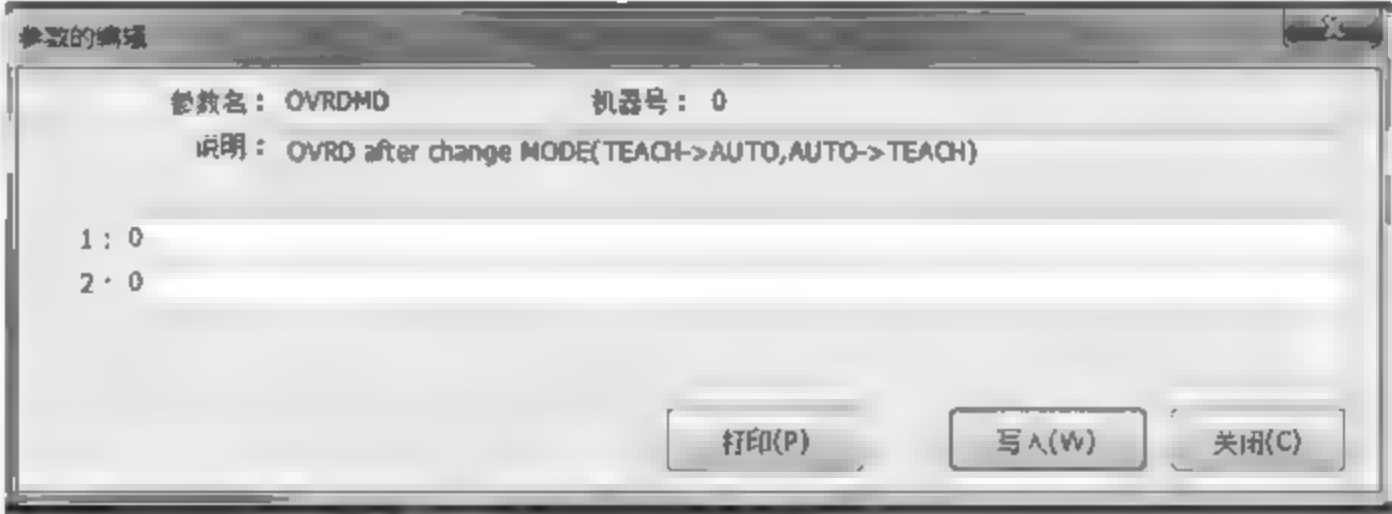 参数的编辑
参数名： OVRDMD 机器号： 0
说明： OVRD after change MODE(TEACH->AUTO,AUTO->TEACH)
1： 0
2： 0
打印(P) 写入(W) 关闭(C)